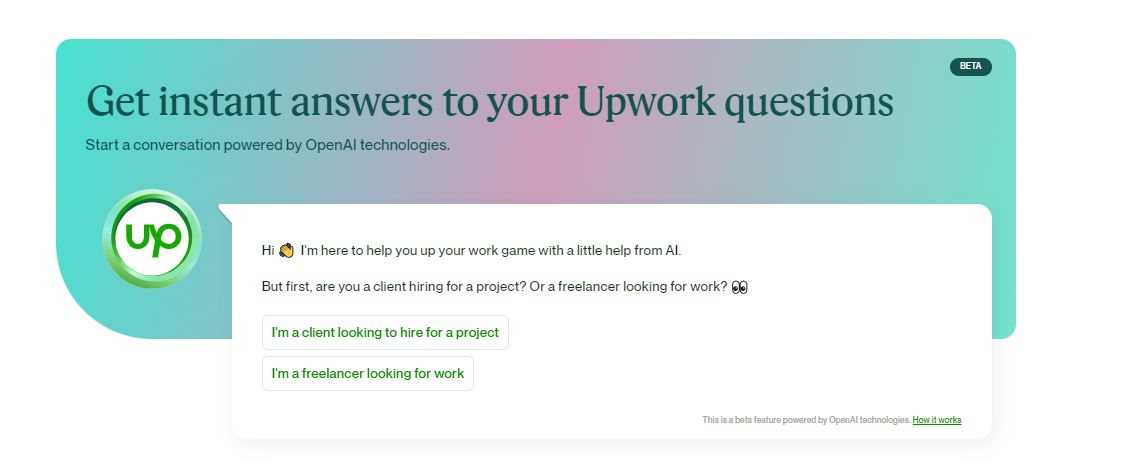 BETA
Get instant answers to your Upwork questions
Start a conversation powered by OpenAI technologies.
up
Hi 👋 I'm here to help you up your work game with a little help from AI.
But first, are you a client hiring for a project? Or a freelancer looking for work? 👀
I'm a client looking to hire for a project
I'm a freelancer looking for work
This is a beta feature powered by OpenAI technologies. How it works